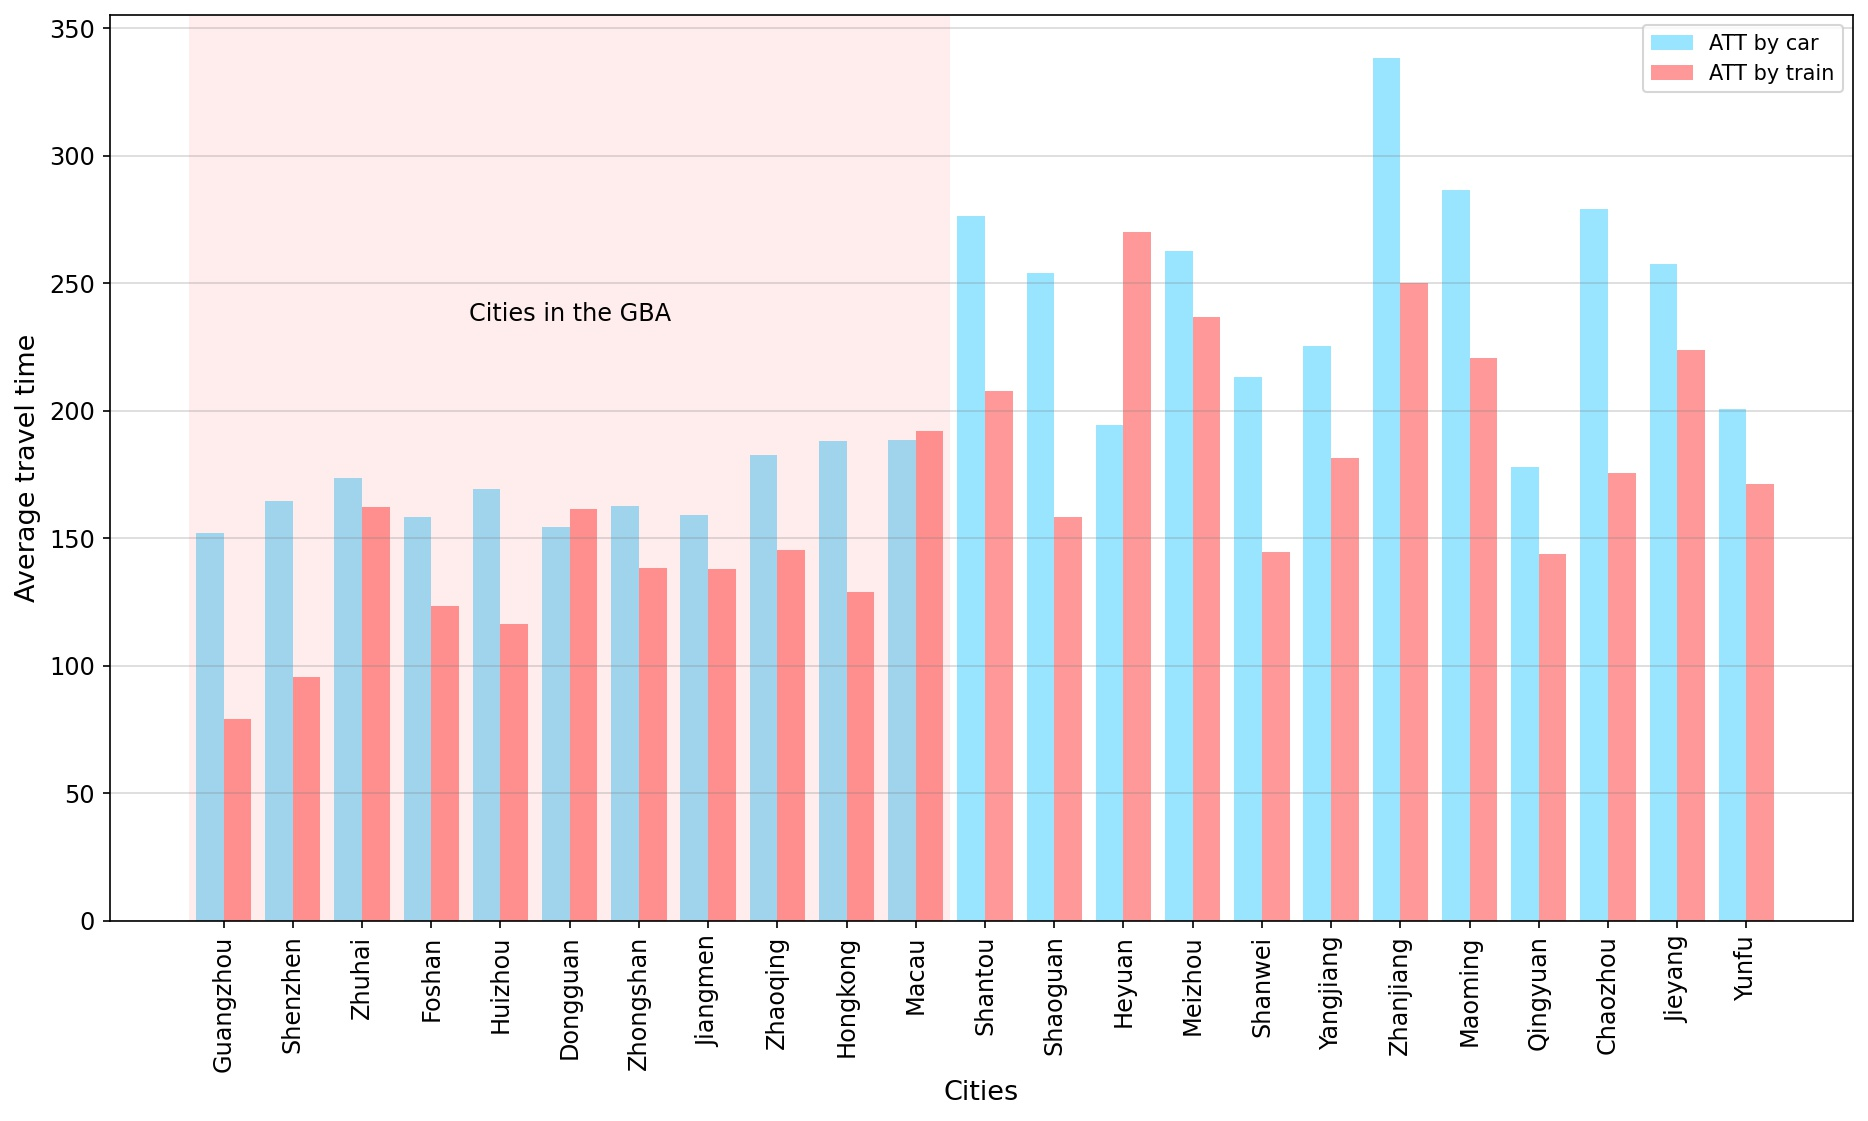 350
300
250
200
150
100
50
0
Average travel time
ATT by car
ATT by train
Cities in the GBA
Guangzhou
Shenzhen
Zhuhai
Foshan
Huizhou
Dongguan
Zhongshan
Jiangmen
Zhaoqing
Hongkong
Macau
Shantou
Shaoguan
Heyuan
Meizhou
Shanwei
Yangjiang
Zhanjiang
Maoming
Qingyuan
Chaozhou
Jieyang
Yunfu
Cities